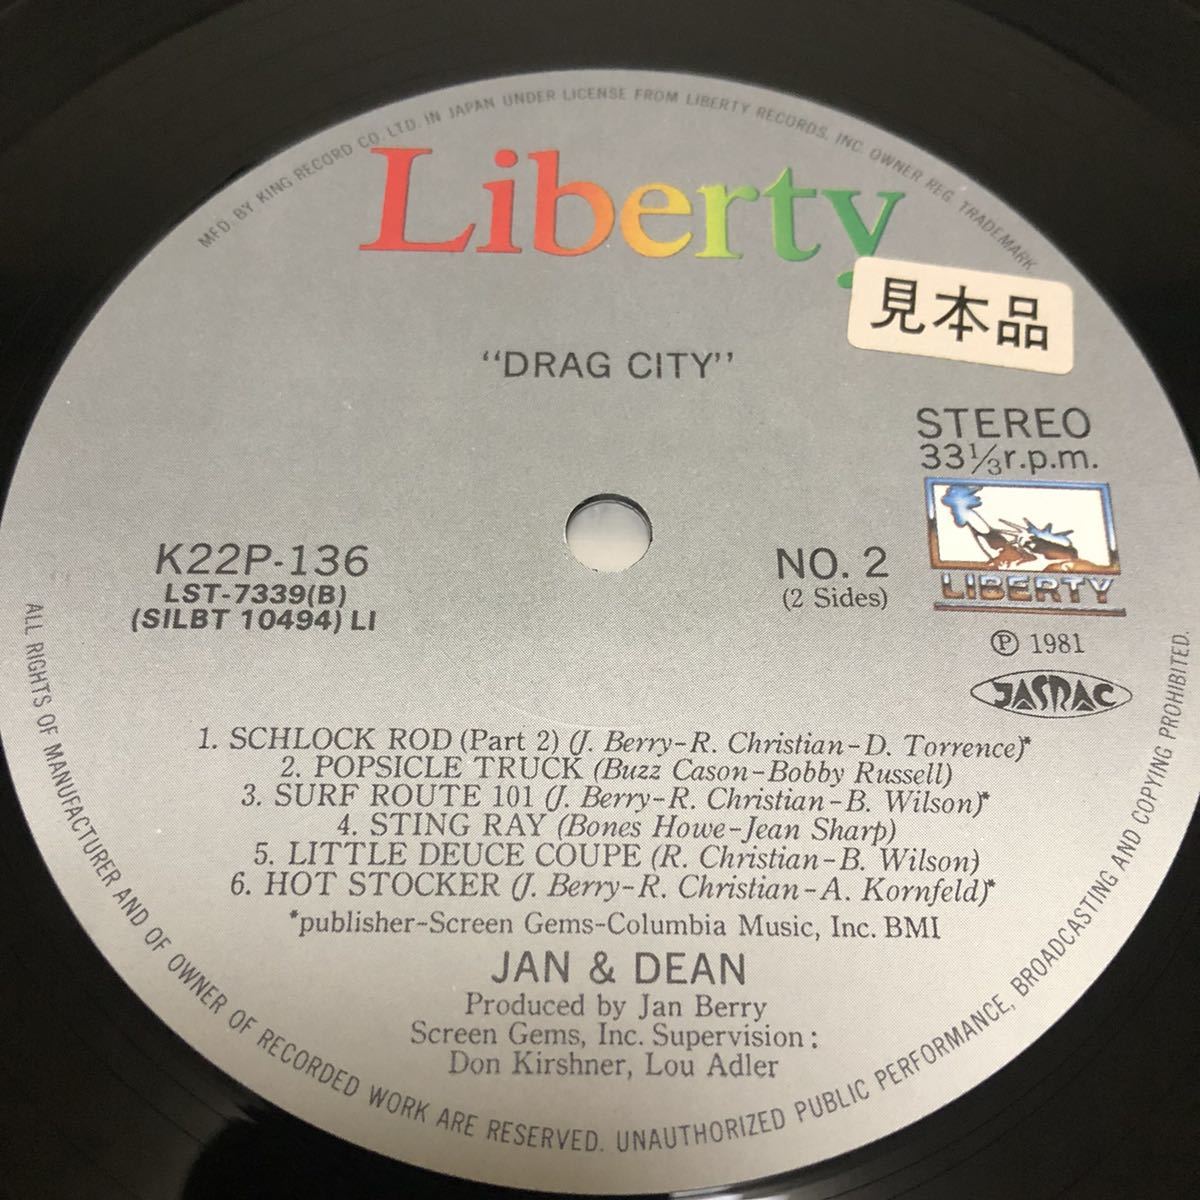 MFD. BY KING RECORD CO. LTD. IN JAPAN UNDER LICENSE FROM LIBERTY RECORDS, INC. OWNER REG. TRADEMARK.
Liberty
見本品
"DRAG CITY"
STEREO
33⅓r.p.m.
LIBERTY
K22P-136
LST-7339(B)
(SILBT 10494) LI
NO. 2
(2 Sides)
Ⓟ 1981
JASRAC
1. SCHLOCK ROD (Part 2) (J. Berry-R. Christian-D. Torrence)*
2. POPSICLE TRUCK (Buzz Cason-Bobby Russell)
3. SURF ROUTE 101 (J. Berry-R. Christian-B. Wilson)*
4. STING RAY (Bones Howe-Jean Sharp)
5. LITTLE DEUCE COUPE (R. Christian-B. Wilson)
6. HOT STOCKER (J. Berry-R. Christian-A. Kornfeld)*
*publisher-Screen Gems-Columbia Music, Inc. BMI
JAN & DEAN
Produced by Jan Berry
Screen Gems, Inc. Supervision:
Don Kirshner, Lou Adler
ALL RIGHTS OF MANUFACTURER AND OF OWNER OF RECORDED WORK ARE RESERVED. UNAUTHORIZED PUBLIC PERFORMANCE, BROADCASTING AND COPYING PROHIBITED.